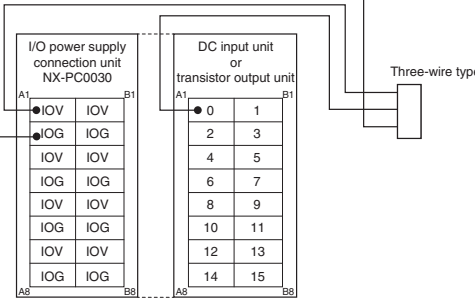 I/O power supply
connection unit
NX-PC0030
DC input unit
or
transistor output unit
Three-wire type
A1 B1 A1 B1
IOV IOV 0 1
IOG IOG 2 3
IOV IOV 4 5
IOG IOG 6 7
IOV IOV 8 9
IOG IOG 10 11
IOV IOV 12 13
IOG IOG 14 15
A8 B8 A8 B8